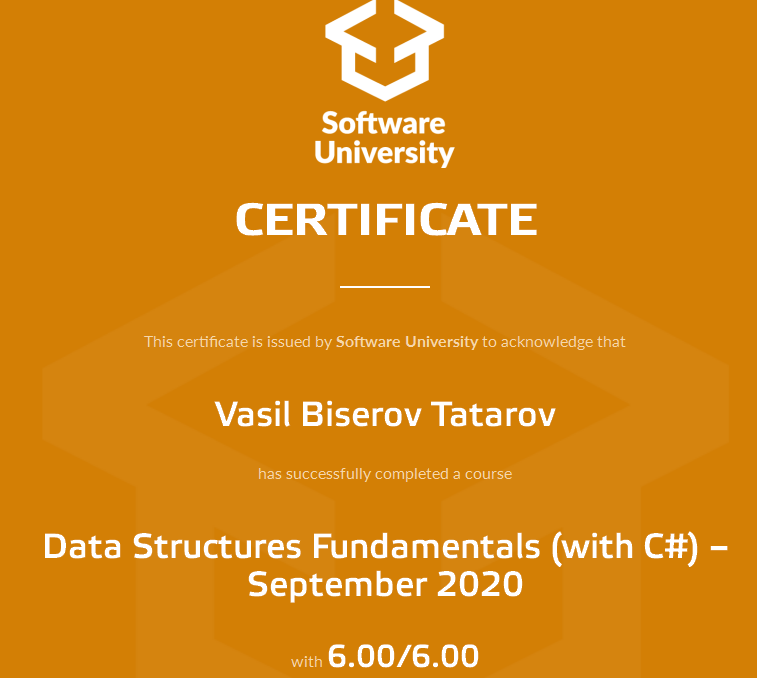 Software
University
CERTIFICATE
This certificate is issued by Software University to acknowledge that
Vasil Biserov Tatarov
has successfully completed a course
Data Structures Fundamentals (with C#) –
September 2020
with 6.00/6.00